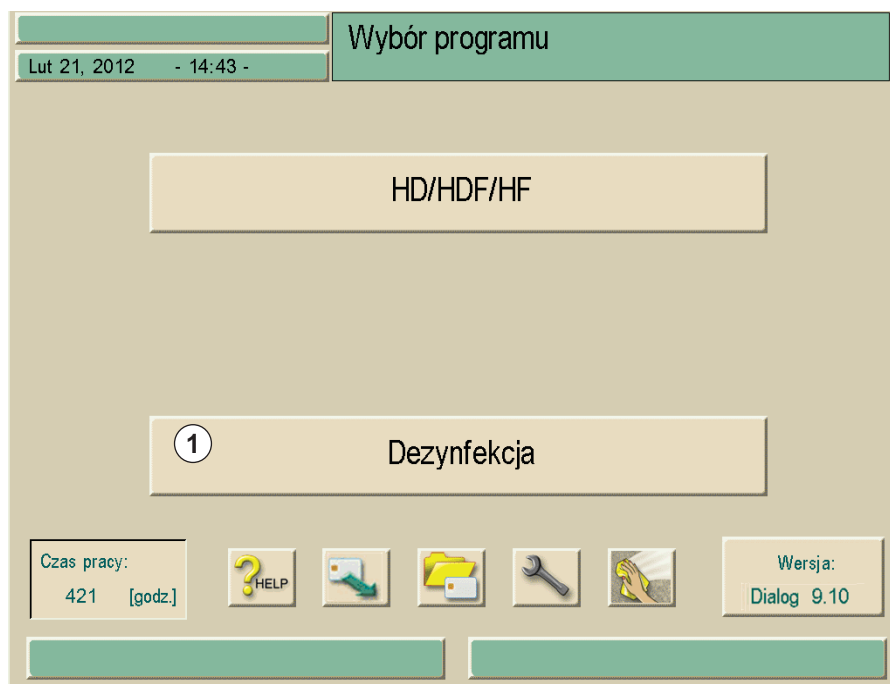 Wybór programu
Lut 21, 2012 - 14:43 -
HD/HDF/HF
1 Dezynfekcja
Czas pracy:
421 [godz.]
HELP
Wersja:
Dialog 9.10